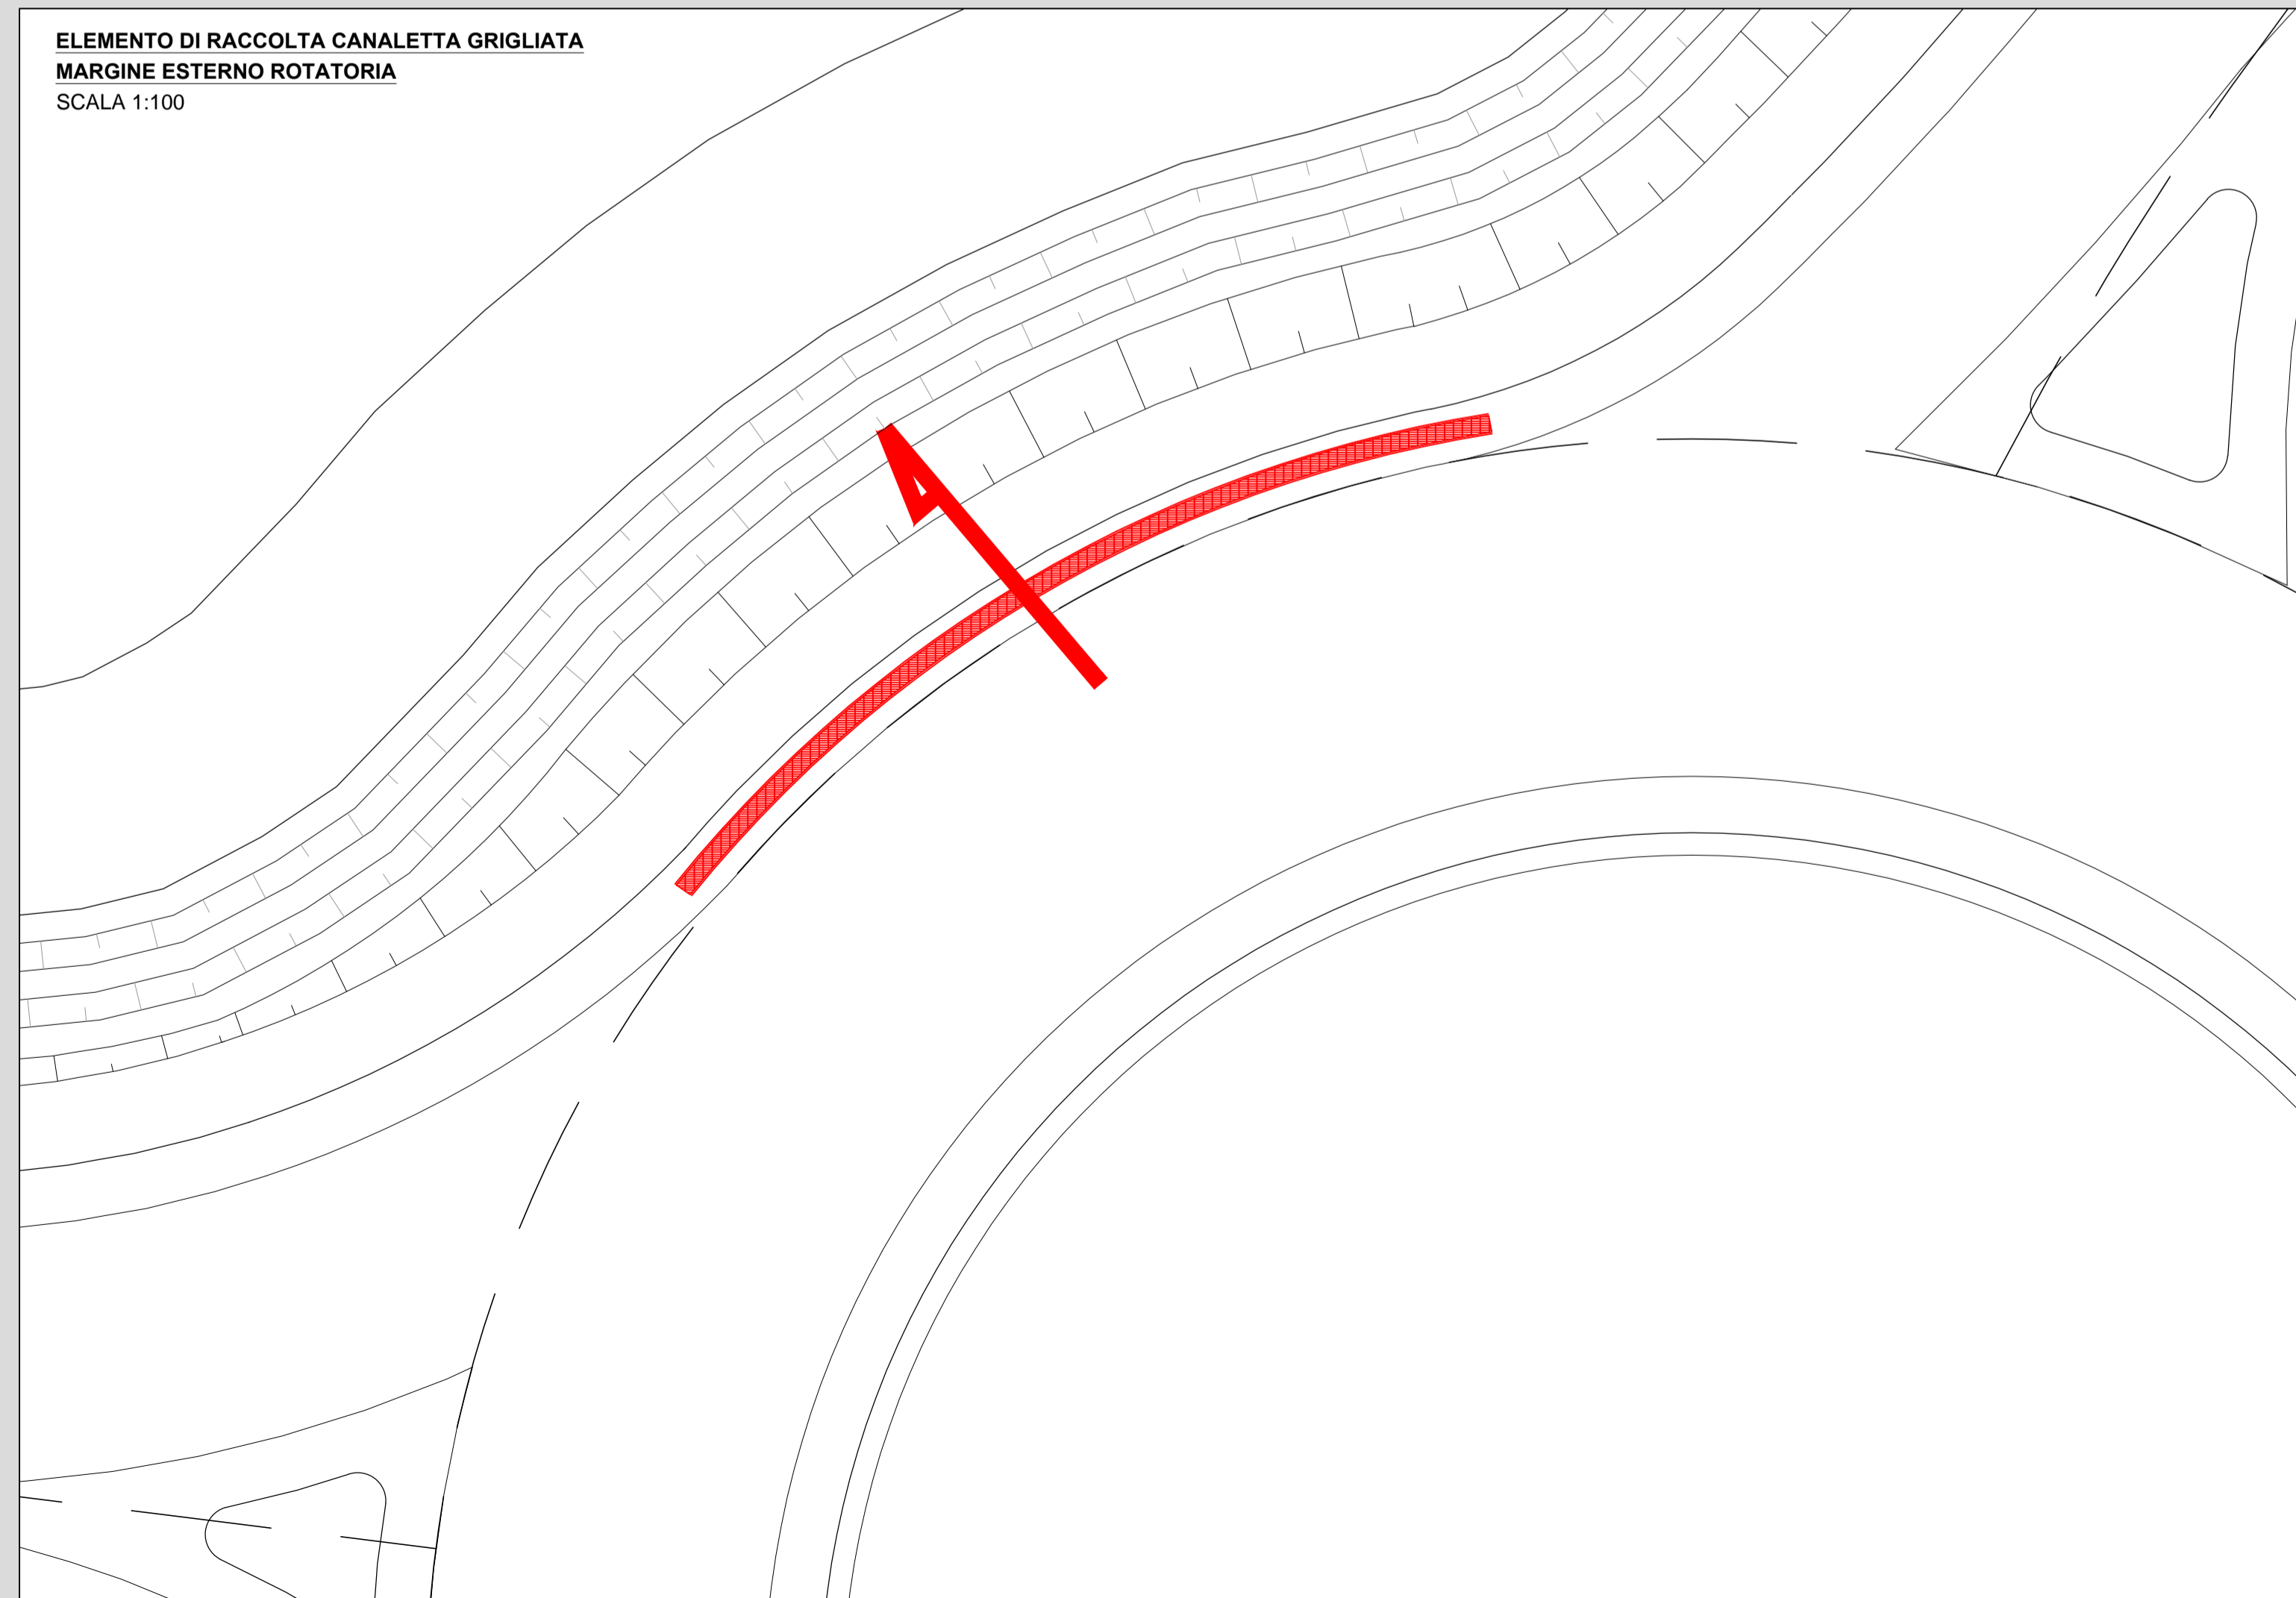 ELEMENTO DI RACCOLTA CANALETTA GRIGLIATA
MARGINE ESTERNO ROTATORIA
SCALA 1:100